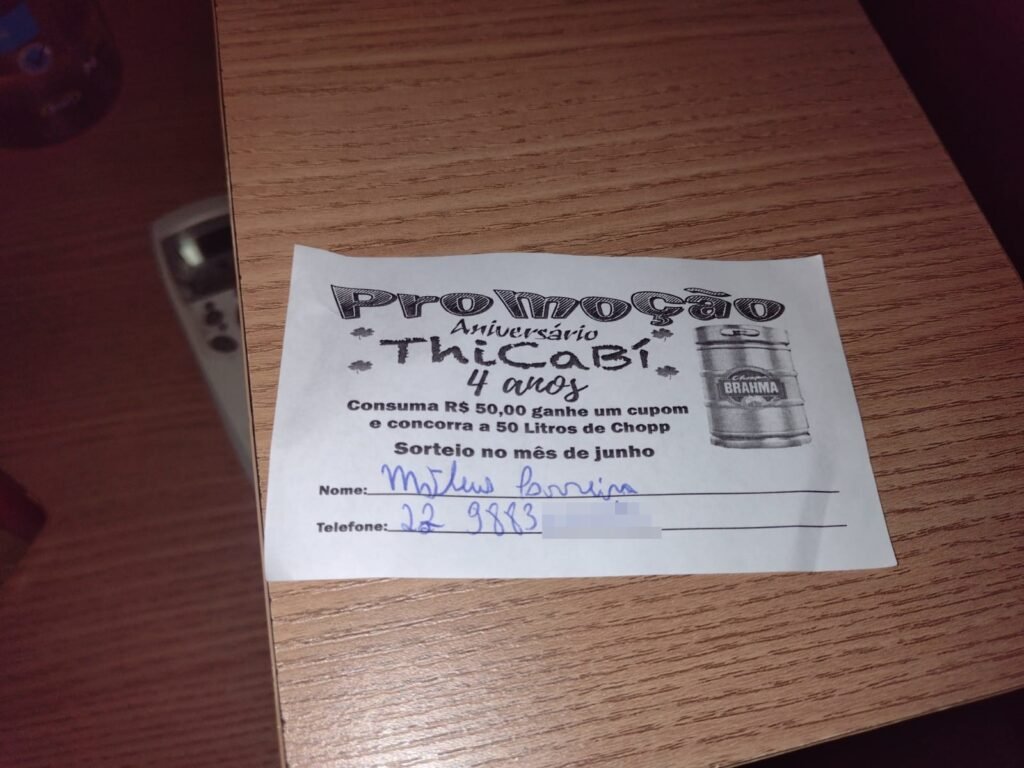 Promoção
Aniversário
ThiCaBí
4 anos
Consuma R$ 50,00 ganhe um cupom
e concorra a 50 Litros de Chopp
Chopp
BRAHMA
Sorteio no mês de junho
Nome:
Telefone: 22 9883